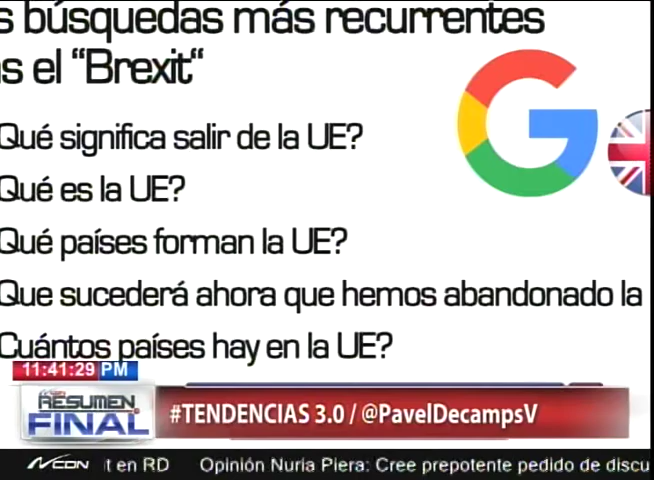 s búsquedas más recurrentes
s el "Brexit"
Qué significa salir de la UE?
Qué es la UE?
Qué países forman la UE?
Que sucederá ahora que hemos abandonado la
Cuántos países hay en la UE?
11:41:29 PM
RESUMEN
FINAL
#TENDENCIAS 3.0 / @PavelDecampsV
NCDN it en RD Opinión Nuria Piera: Cree prepotente pedido de discu